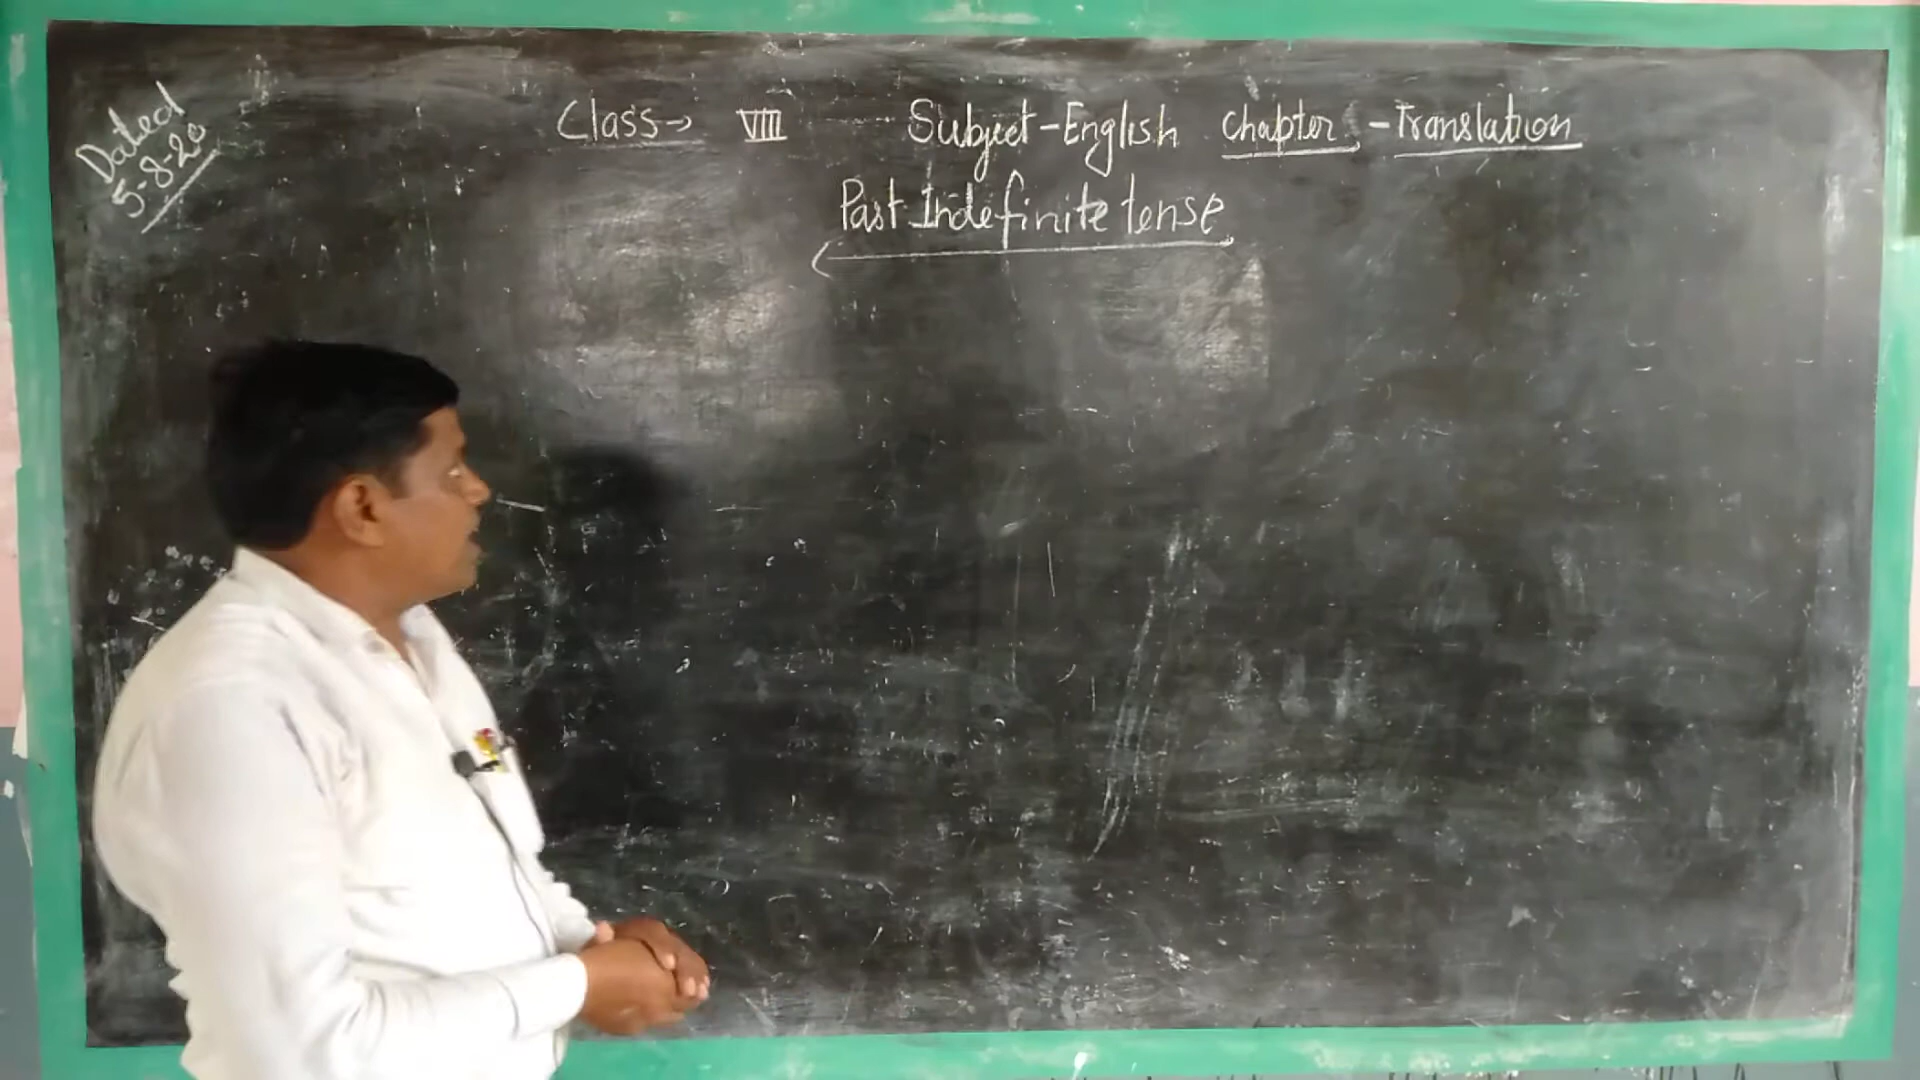 Dated
5-8-20
Class→ VIII Subject-English chapter -Translation
Past Indefinite tense